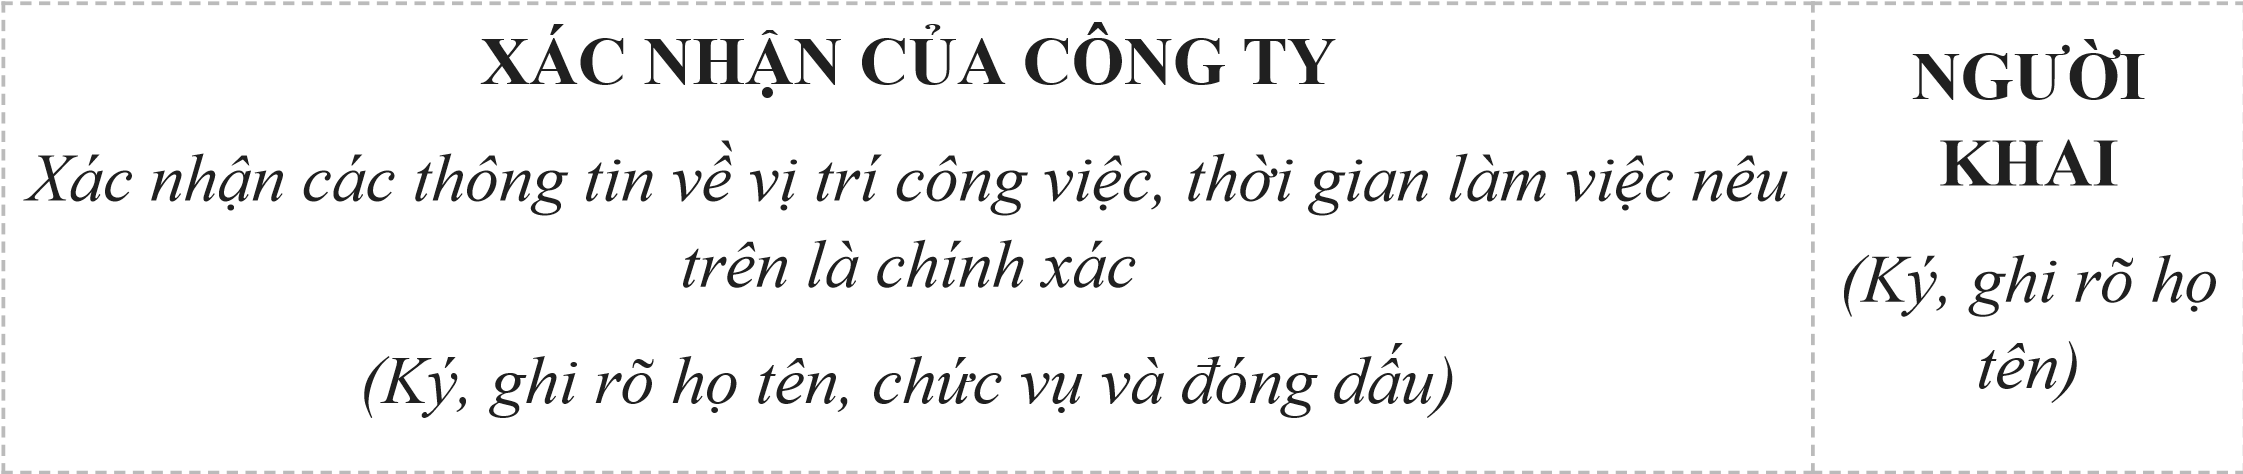 XÁC NHẬN CỦA CÔNG TY
Xác nhận các thông tin về vị trí công việc, thời gian làm việc nêu
trên là chính xác
(Ký, ghi rõ họ tên, chức vụ và đóng dấu)
NGƯỜI
KHAI
(Ký, ghi rõ họ
tên)